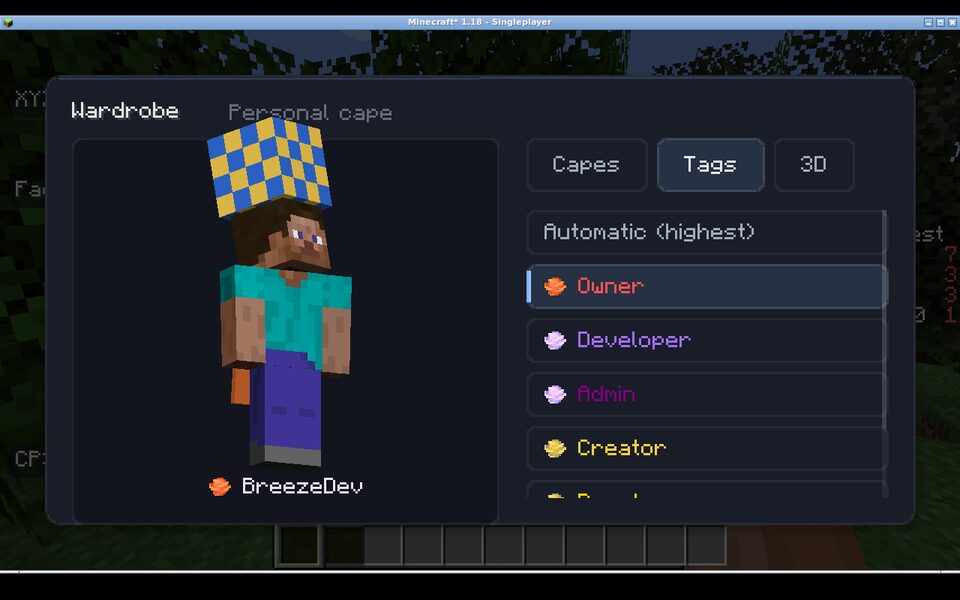 Minecraft* 1.18 - Singleplayer
Wardrobe
Personal cape
Capes
Tags
3D
Automatic (highest)
Owner
Developer
Admin
Creator
BreezeDev